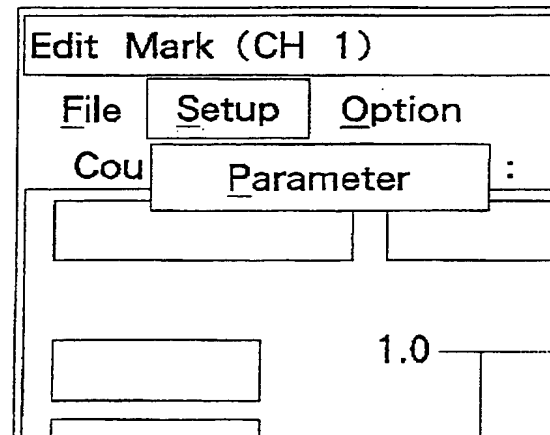 Edit Mark (CH 1)
File Setup Option
Cou :
Parameter
1.0